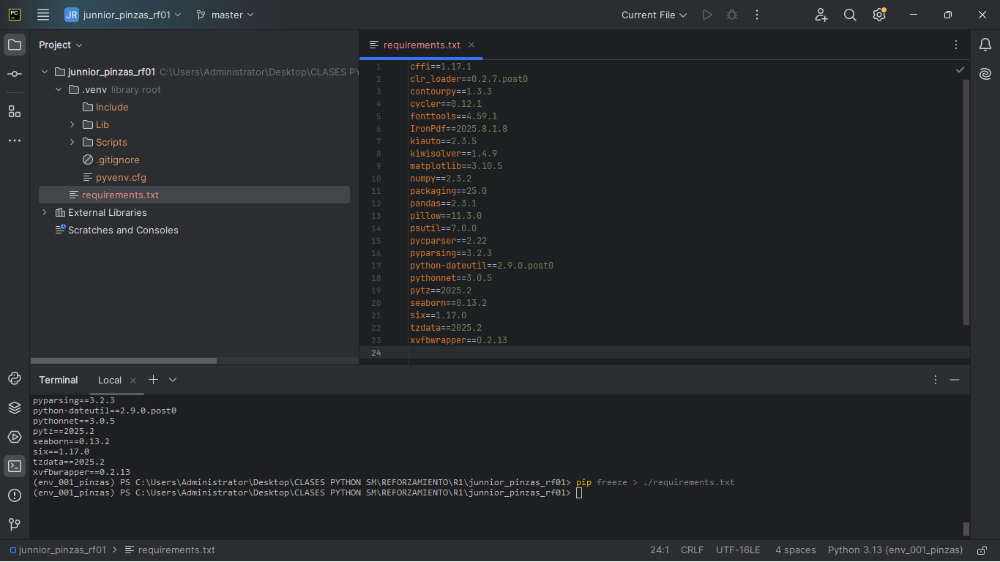 PC
JR junnior_pinzas_rf01 master Current File
Project
requirements.txt
junnior_pinzas_rf01 C:\Users\Administrator\Desktop\CLASES PY
.venv library root
Include
Lib
Scripts
.gitignore
pyvenv.cfg
requirements.txt
External Libraries
Scratches and Consoles
1 cffi==1.17.1
2 clr_loader==0.2.7.post0
3 contourpy==1.3.3
4 cycler==0.12.1
5 fonttools==4.59.1
6 IronPdf==2025.8.1.8
7 kiauto==2.3.5
8 kiwisolver==1.4.9
9 matplotlib==3.10.5
10 numpy==2.3.2
11 packaging==25.0
12 pandas==2.3.1
13 pillow==11.3.0
14 psutil==7.0.0
15 pycparser==2.22
16 pyparsing==3.2.3
17 python-dateutil==2.9.0.post0
18 pythonnet==3.0.5
19 pytz==2025.2
20 seaborn==0.13.2
21 six==1.17.0
22 tzdata==2025.2
23 xvfbwrapper==0.2.13
24
Terminal Local
pyparsing==3.2.3
python-dateutil==2.9.0.post0
pythonnet==3.0.5
pytz==2025.2
seaborn==0.13.2
six==1.17.0
tzdata==2025.2
xvfbwrapper==0.2.13
(env_001_pinzas) PS C:\Users\Administrator\Desktop\CLASES PYTHON SM\REFORZAMIENTO\R1\junnior_pinzas_rf01> pip freeze > ./requirements.txt
(env_001_pinzas) PS C:\Users\Administrator\Desktop\CLASES PYTHON SM\REFORZAMIENTO\R1\junnior_pinzas_rf01>
junnior_pinzas_rf01 > requirements.txt
24:1 CRLF UTF-16LE 4 spaces Python 3.13 (env_001_pinzas)